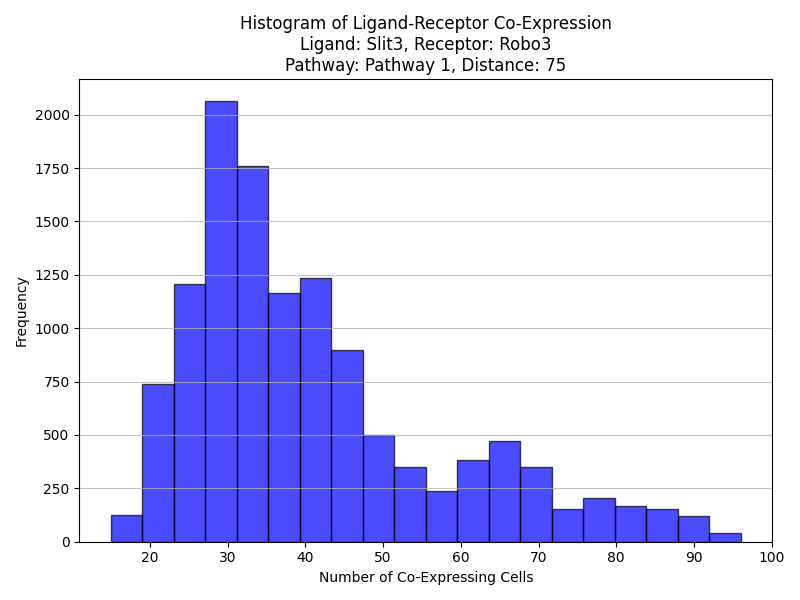 Histogram of Ligand-Receptor Co-Expression
Ligand: Slit3, Receptor: Robo3
Pathway: Pathway 1, Distance: 75
Frequency
2000
1750
1500
1250
1000
750
500
250
0
20 30 40 50 60 70 80 90 100
Number of Co-Expressing Cells